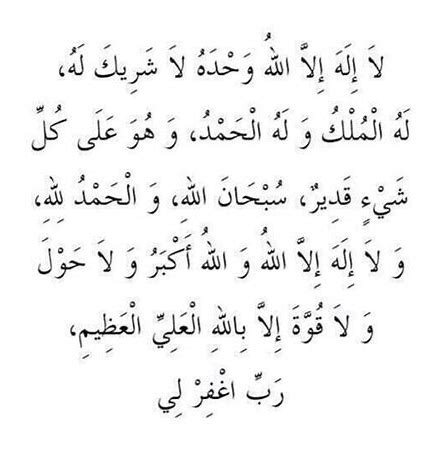 لاَ إِلَهَ إِلاَّ اللهُ وَحْدَهُ لاَ شَرِيكَ لَهُ،
لَهُ الْمُلْكُ وَ لَهُ الْحَمْدُ، وَ هُوَ عَلَى كُلِّ
شَيْءٍ قَدِيرٌ، سُبْحَانَ اللهِ، وَ الْحَمْدُ لِلهِ،
وَ لاَ إِلَهَ إِلاَّ اللهُ وَ اللهُ أَكْبَرُ وَ لاَ حَوْلَ
وَ لاَ قُوَّةَ إِلاَّ بِاللهِ الْعَلِيِّ الْعَظِيمِ،
رَبِّ اغْفِرْ لِي